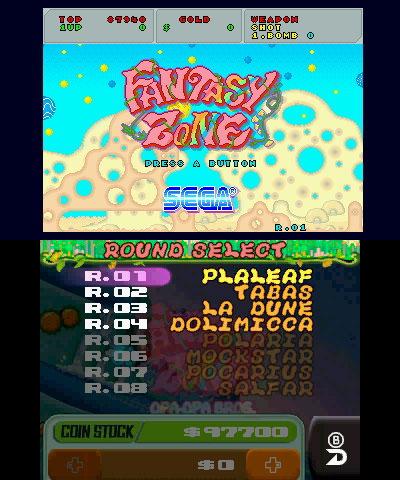 TOP 87940 GOLD WEAPON
1UP 0 $ 0 SHOT
1.BOMB 0
FANTASY
ZONE
PRESS A BUTTON
SEGA®
R.01
ROUND SELECT
R.01 PLALEAF
R.02 TABAS
R.03 LA DUNE
R.04 DOLIMICCA
R.05 POLARIA
R.06 MOCKSTAR
R.07 POCARIUS
R.08 SALFAR
OPA-OPA BROS.
COIN STOCK $97700
$0
B